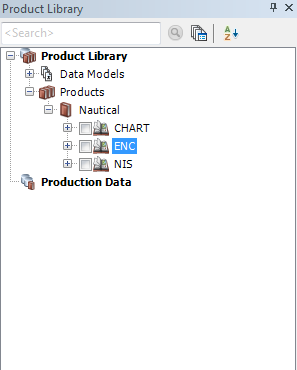 Product Library
<Search>
Product Library
Data Models
Products
Nautical
CHART
ENC
NIS
Production Data